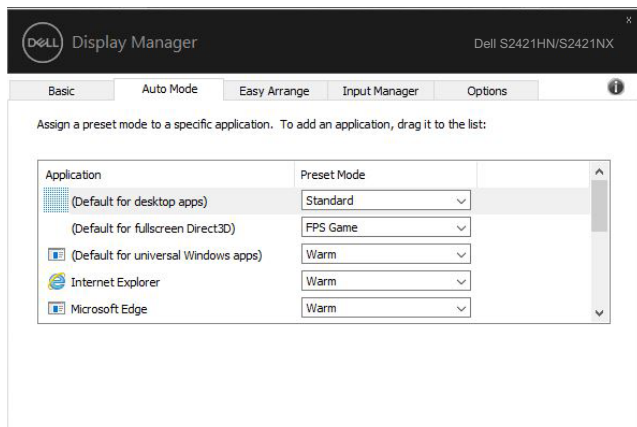 DELL Display Manager Dell S2421HN/S2421NX
Basic Auto Mode Easy Arrange Input Manager Options
Assign a preset mode to a specific application. To add an application, drag it to the list:
Application Preset Mode
(Default for desktop apps) Standard
(Default for fullscreen Direct3D) FPS Game
(Default for universal Windows apps) Warm
Internet Explorer Warm
Microsoft Edge Warm